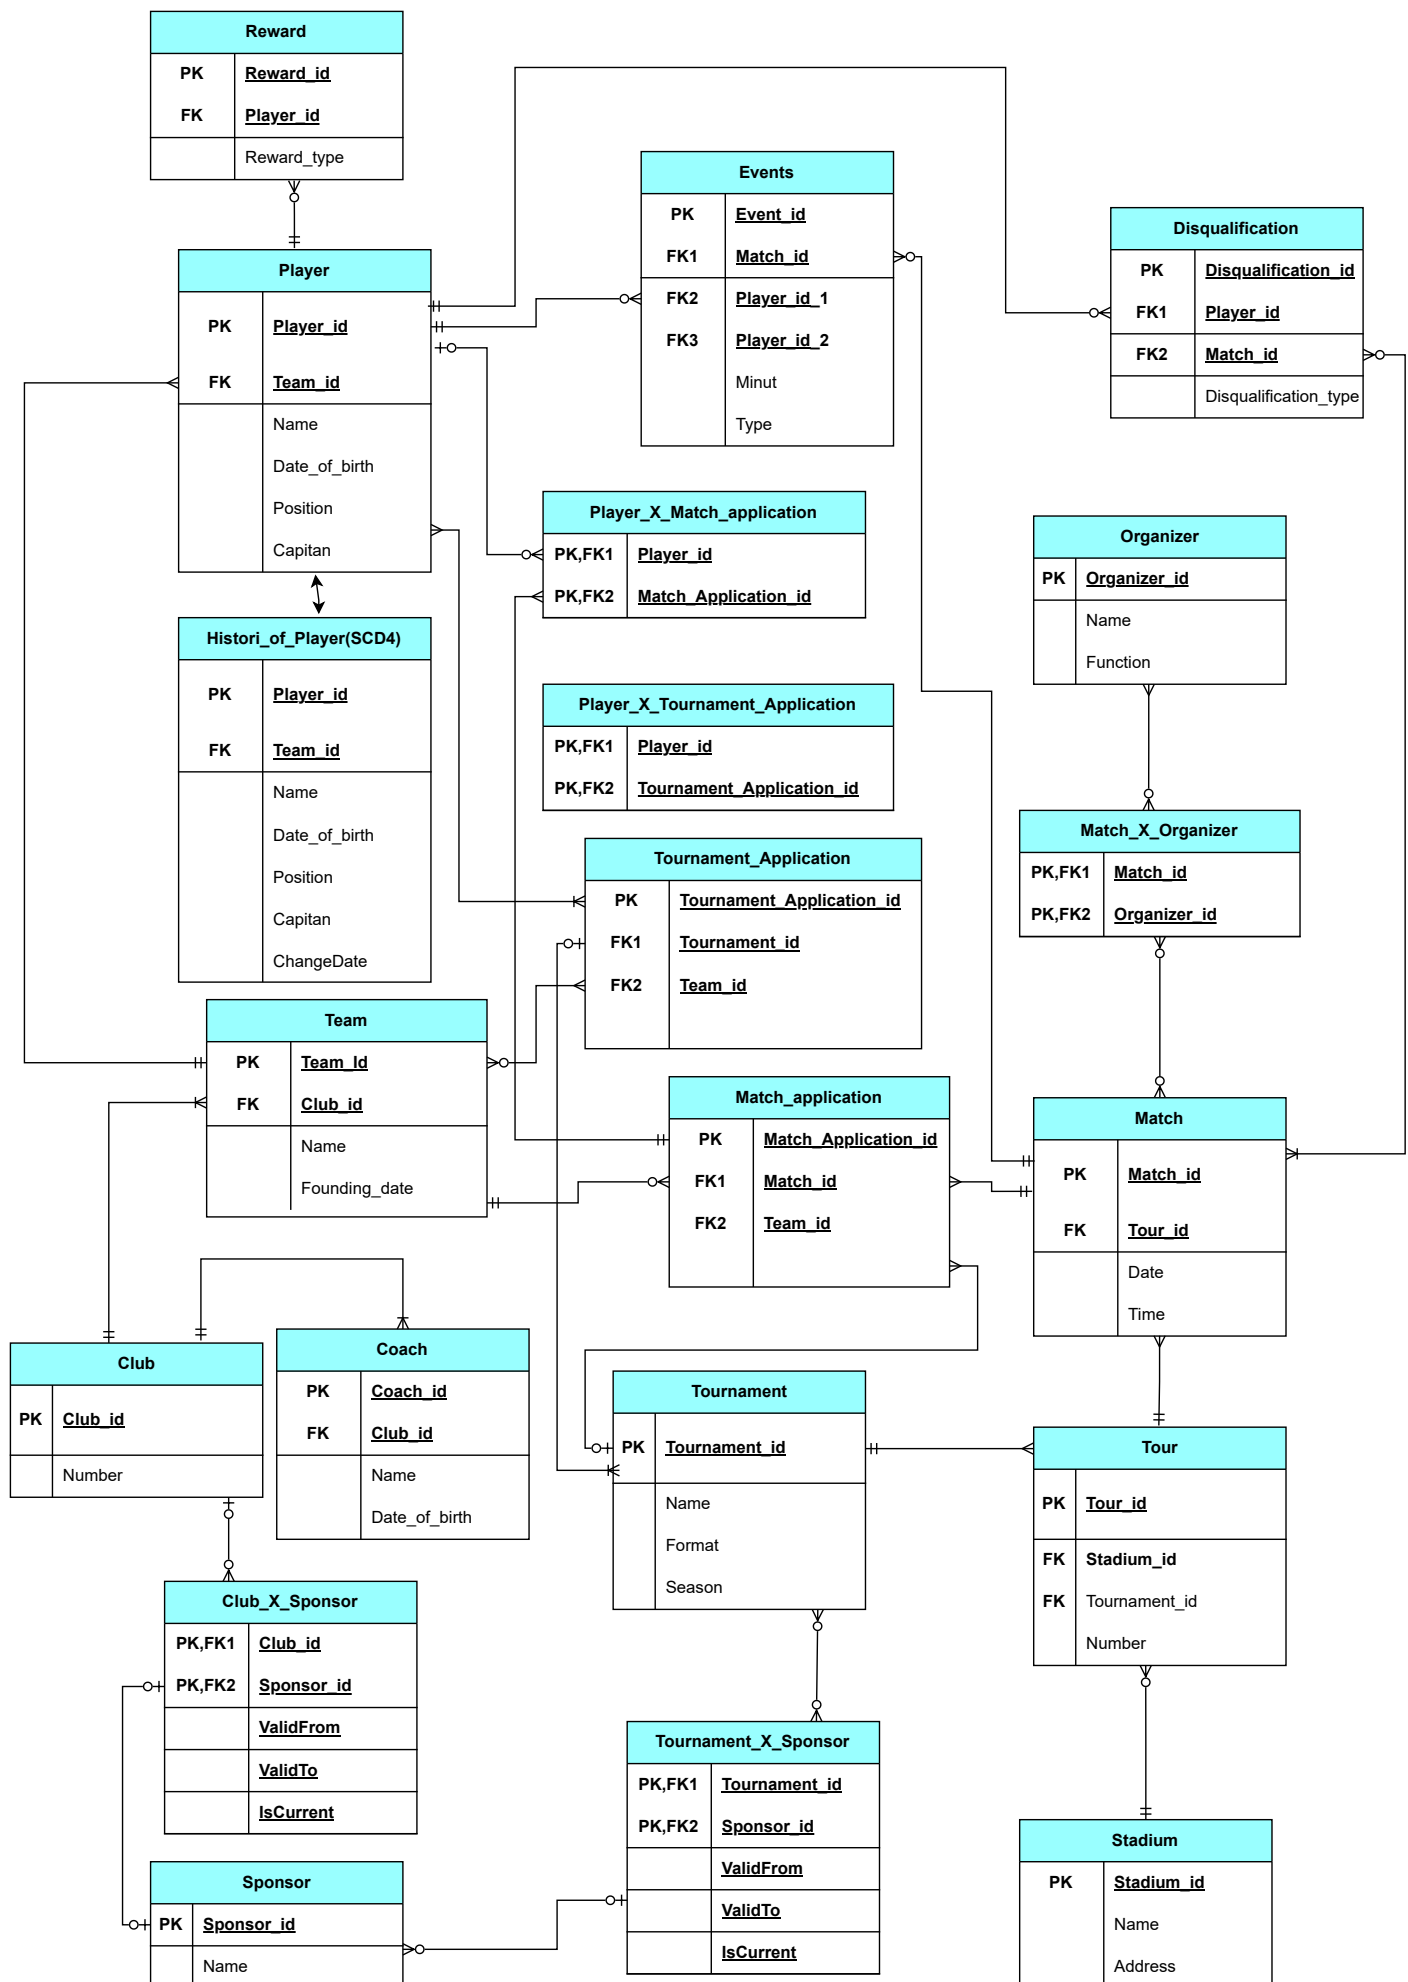 Reward
PK Reward_id
FK Player_id
Reward_type
Events
PK Event_id
FK1 Match_id
FK2 Player_id_1
FK3 Player_id_2
Minut
Type
Disqualification
PK Disqualification_id
FK1 Player_id
FK2 Match_id
Disqualification_type
Player
PK Player_id
FK Team_id
Name
Date_of_birth
Position
Capitan
Player_X_Match_application
PK,FK1 Player_id
PK,FK2 Match_Application_id
Organizer
PK Organizer_id
Name
Function
Histori_of_Player(SCD4)
PK Player_id
FK Team_id
Name
Date_of_birth
Position
Capitan
ChangeDate
Player_X_Tournament_Application
PK,FK1 Player_id
PK,FK2 Tournament_Application_id
Match_X_Organizer
PK,FK1 Match_id
PK,FK2 Organizer_id
Tournament_Application
PK Tournament_Application_id
FK1 Tournament_id
FK2 Team_id
Team
PK Team_Id
FK Club_id
Name
Founding_date
Match_application
PK Match_Application_id
FK1 Match_id
FK2 Team_id
Match
PK Match_id
FK Tour_id
Date
Time
Club
PK Club_id
Number
Coach
PK Coach_id
FK Club_id
Name
Date_of_birth
Tournament
PK Tournament_id
Name
Format
Season
Tour
PK Tour_id
FK Stadium_id
FK Tournament_id
Number
Club_X_Sponsor
PK,FK1 Club_id
PK,FK2 Sponsor_id
ValidFrom
ValidTo
IsCurrent
Tournament_X_Sponsor
PK,FK1 Tournament_id
PK,FK2 Sponsor_id
ValidFrom
ValidTo
IsCurrent
Stadium
PK Stadium_id
Name
Address
Sponsor
PK Sponsor_id
Name